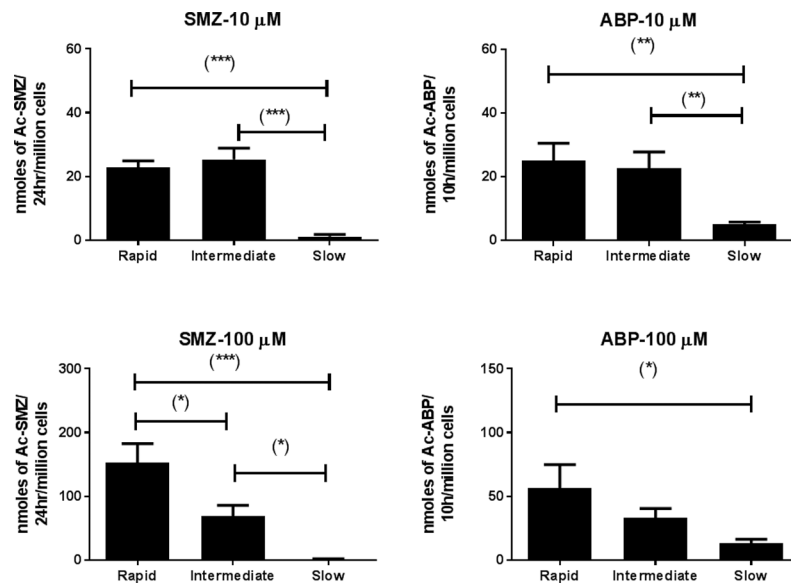 SMZ-10 μM
nmoles of Ac-SMZ/
24hr/million cells
60
40
20
0
(***)
(***)
Rapid Intermediate Slow
ABP-10 μM
nmoles of Ac-ABP/
10h/million cells
60
40
20
0
(**)
(**)
Rapid Intermediate Slow
SMZ-100 μM
nmoles of Ac-SMZ/
24hr/million cells
300
200
100
0
(***)
(*)
(*)
Rapid Intermediate Slow
ABP-100 μM
nmoles of Ac-ABP/
10h/million cells
150
100
50
0
(*)
Rapid Intermediate Slow